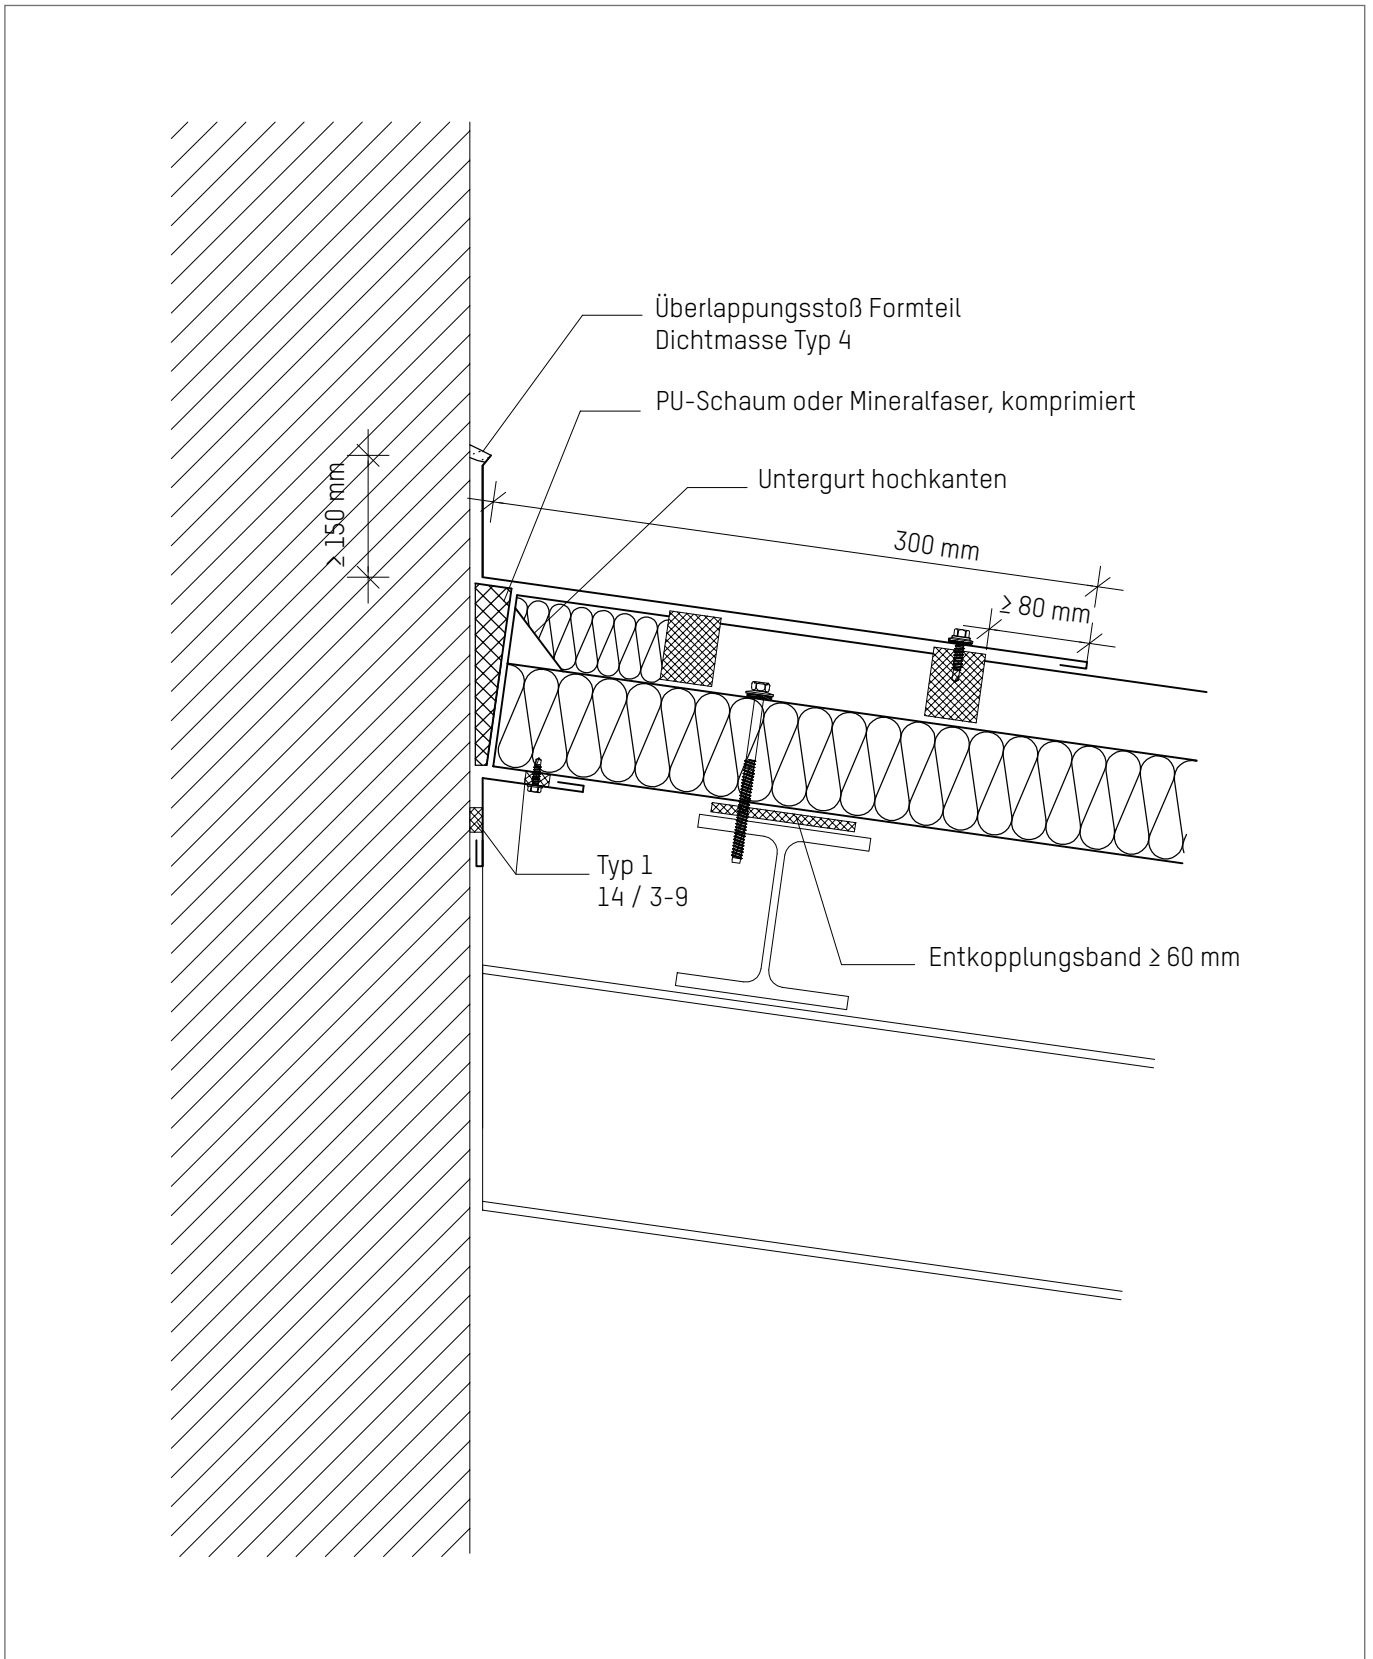 Überlappungsstoß Formteil
Dichtmasse Typ 4
PU-Schaum oder Mineralfaser, komprimiert
≥ 150 mm
Untergurt hochkanten
300 mm
≥ 80 mm
Typ 1
14 / 3-9
Entkopplungsband ≥ 60 mm